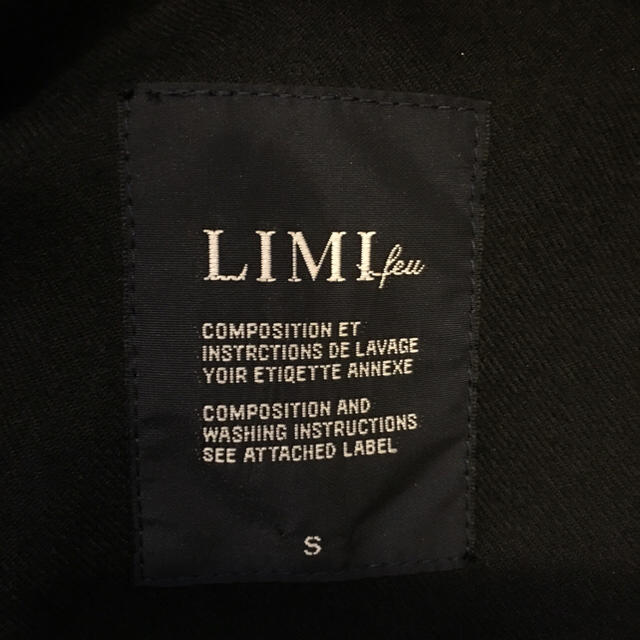 LIMI feu
COMPOSITION ET
INSTRCTIONS DE LAVAGE
YOIR ETIQETTE ANNEXE
COMPOSITION AND
WASHING INSTRUCTIONS
SEE ATTACHED LABEL
S